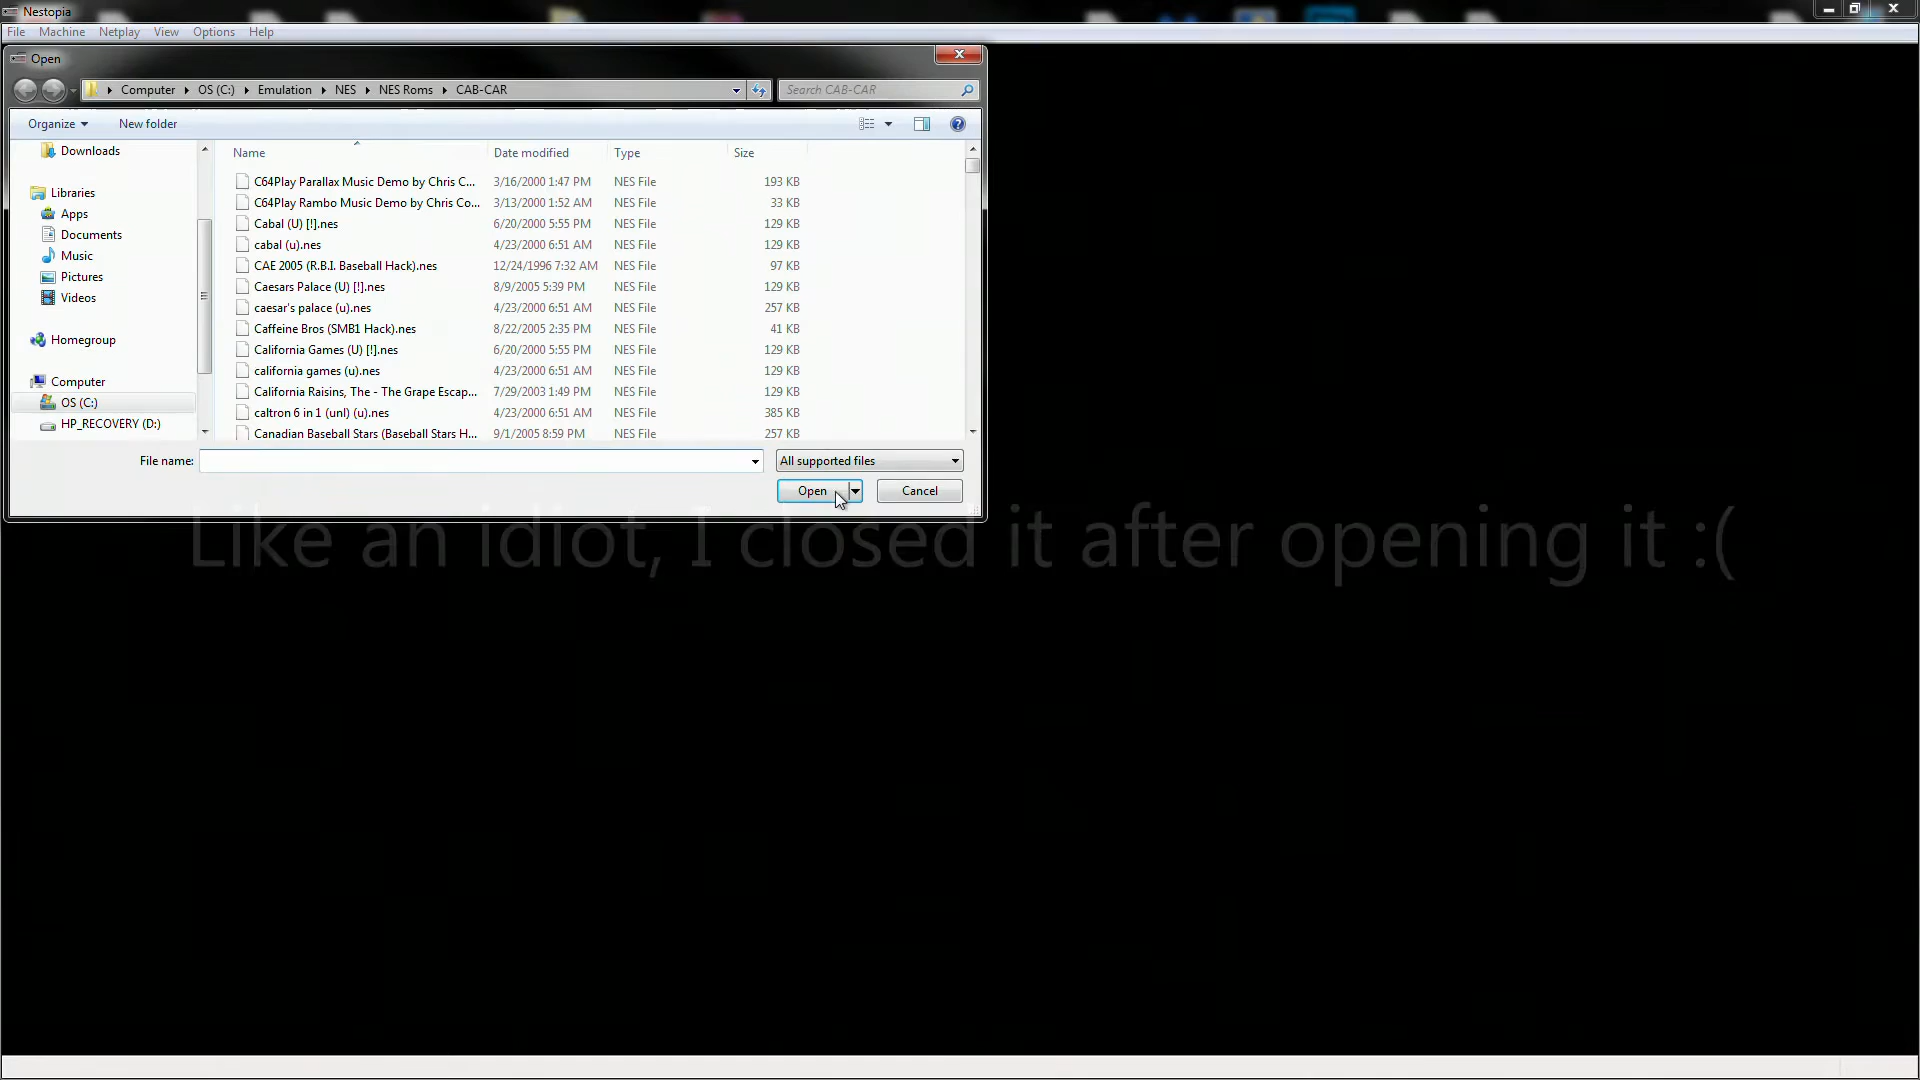 Nestopia
File Machine Netplay View Options Help
Open
Computer OS (C:) Emulation NES NES Roms CAB-CAR Search CAB-CAR
Organize New folder
Downloads
Libraries
Apps
Documents
Music
Pictures
Videos
Homegroup
Computer
OS (C:)
HP_RECOVERY (D:)
Name Date modified Type Size
C64Play Parallax Music Demo by Chris C... 3/16/2000 1:47 PM NES File 193 KB
C64Play Rambo Music Demo by Chris Co... 3/13/2000 1:52 AM NES File 33 KB
Cabal (U) [!].nes 6/20/2000 5:55 PM NES File 129 KB
cabal (u).nes 4/23/2000 6:51 AM NES File 129 KB
CAE 2005 (R.B.I. Baseball Hack).nes 12/24/1996 7:32 AM NES File 97 KB
Caesars Palace (U) [!].nes 8/9/2005 5:39 PM NES File 129 KB
caesar's palace (u).nes 4/23/2000 6:51 AM NES File 257 KB
Caffeine Bros (SMB1 Hack).nes 8/22/2005 2:35 PM NES File 41 KB
California Games (U) [!].nes 6/20/2000 5:55 PM NES File 129 KB
california games (u).nes 4/23/2000 6:51 AM NES File 129 KB
California Raisins, The - The Grape Escap... 7/29/2003 1:49 PM NES File 129 KB
caltron 6 in 1 (unl) (u).nes 4/23/2000 6:51 AM NES File 385 KB
Canadian Baseball Stars (Baseball Stars H... 9/1/2005 8:59 PM NES File 257 KB
File name: All supported files
Open Cancel
Like an idiot, I closed it after opening it :(